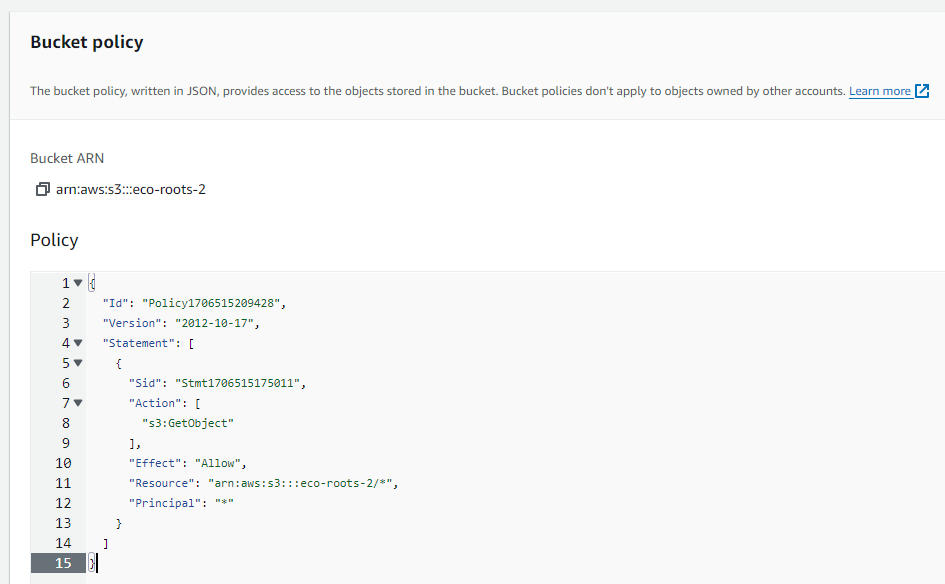 Bucket policy
The bucket policy, written in JSON, provides access to the objects stored in the bucket. Bucket policies don't apply to objects owned by other accounts. Learn more
Bucket ARN
arn:aws:s3:::eco-roots-2
Policy
1 {
2 "Id": "Policy1706515209428",
3 "Version": "2012-10-17",
4 "Statement": [
5 {
6 "Sid": "Stmt1706515175011",
7 "Action": [
8 "s3:GetObject"
9 ],
10 "Effect": "Allow",
11 "Resource": "arn:aws:s3:::eco-roots-2/*",
12 "Principal": "*"
13 }
14 ]
15 }